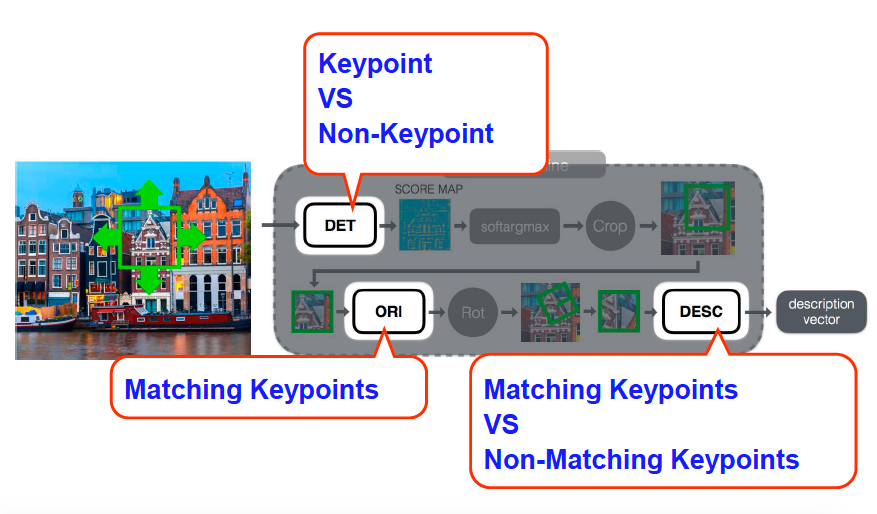 Keypoint
VS
Non-Keypoint
SCORE MAP
DET
softargmax
Crop
ORI
Rot
DESC
description
vector
Matching Keypoints
Matching Keypoints
VS
Non-Matching Keypoints